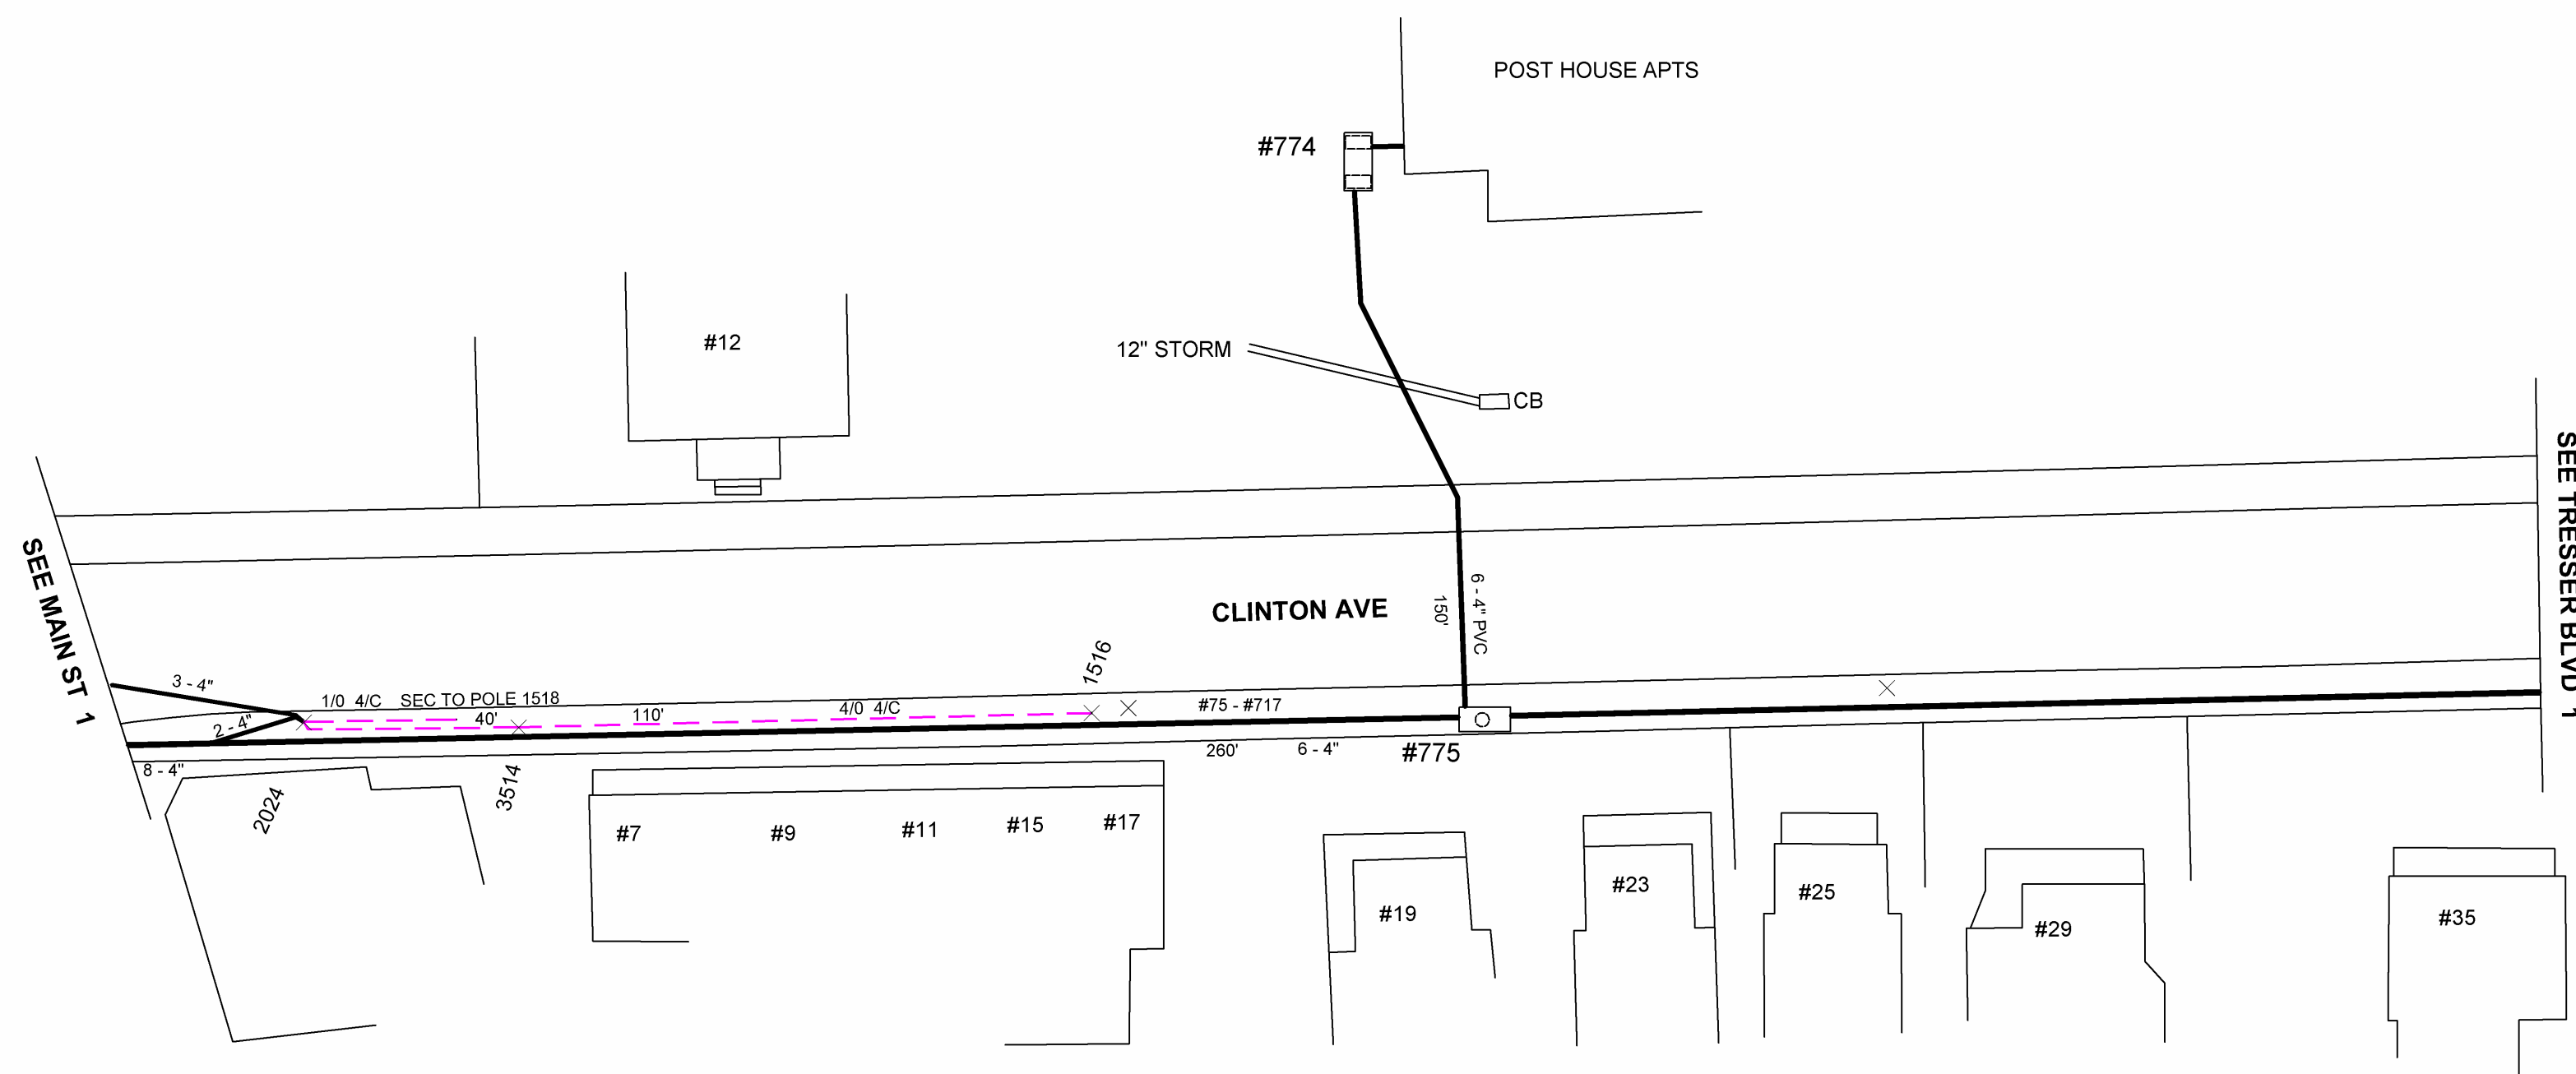 POST HOUSE APTS
#774
#12
12" STORM
CB
SEE MAIN ST 1
SEE TRESSER BLVD 1
CLINTON AVE
150'
6 - 4" PVC
1516
3 - 4"
1/0 4/C SEC TO POLE 1518
2 - 4"
40'
110'
4/0 4/C
#75 - #717
260'
6 - 4"
#775
8 - 4"
2024
3514
#7
#9
#11
#15
#17
#19
#23
#25
#29
#35